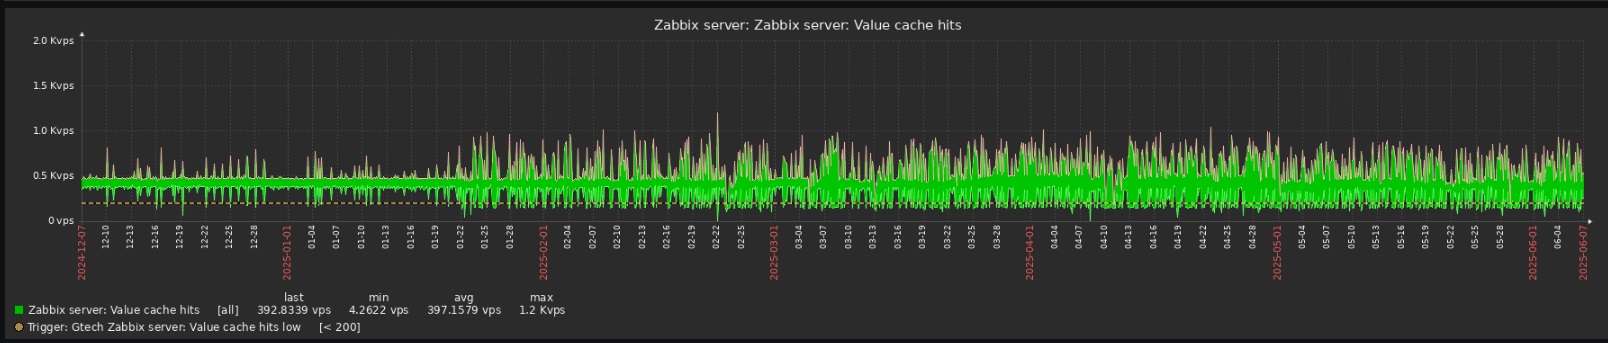 Zabbix server: Zabbix server: Value cache hits
2.0 Kvps
1.5 Kvps
1.0 Kvps
0.5 Kvps
0 vps
2024-12-07 12-10 12-13 12-16 12-19 12-22 12-25 12-28 2025-01-01 01-04 01-07 01-10 01-13 01-16 01-19 01-22 01-25 01-28 2025-02-01 02-04 02-07 02-10 02-13 02-16 02-19 02-22 02-25 2025-03-01 03-04 03-07 03-10 03-13 03-16 03-19 03-22 03-25 03-28 2025-04-01 04-04 04-07 04-10 04-13 04-16 04-19 04-22 04-25 04-28 2025-05-01 05-04 05-07 05-10 05-13 05-16 05-19 05-22 05-25 05-28 2025-06-01 06-04 2025-06-07
last min avg max
Zabbix server: Value cache hits [all] 392.8339 vps 4.2622 vps 397.1579 vps 1.2 Kvps
Trigger: Gtech Zabbix server: Value cache hits low [< 200]